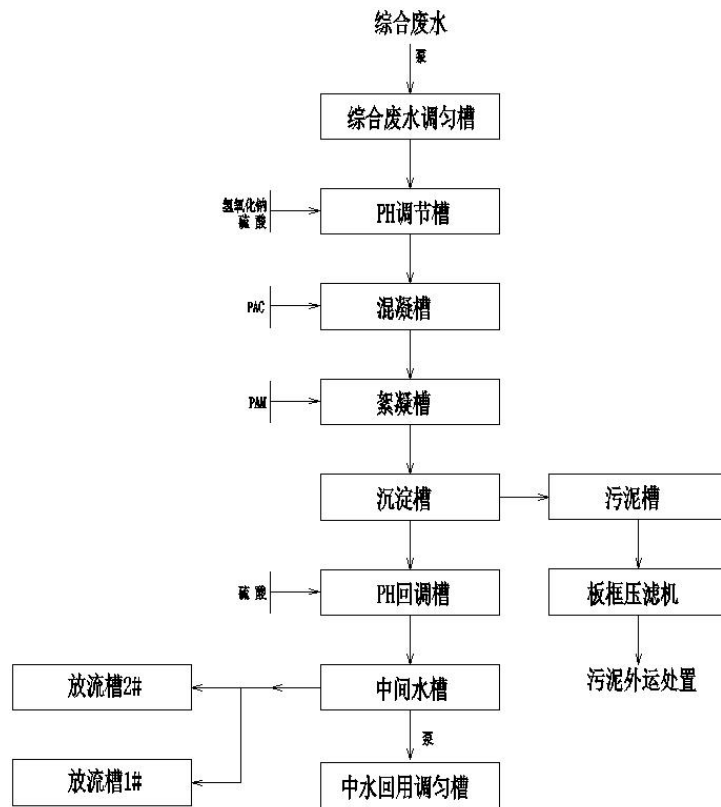 综合废水
泵
综合废水调匀槽
氢氧化钠
硫酸
PH调节槽
PAC
混凝槽
PAM
絮凝槽
沉淀槽
污泥槽
硫酸
PH回调槽
板框压滤机
放流槽2#
中间水槽
污泥外运处置
泵
放流槽1#
中水回用调匀槽